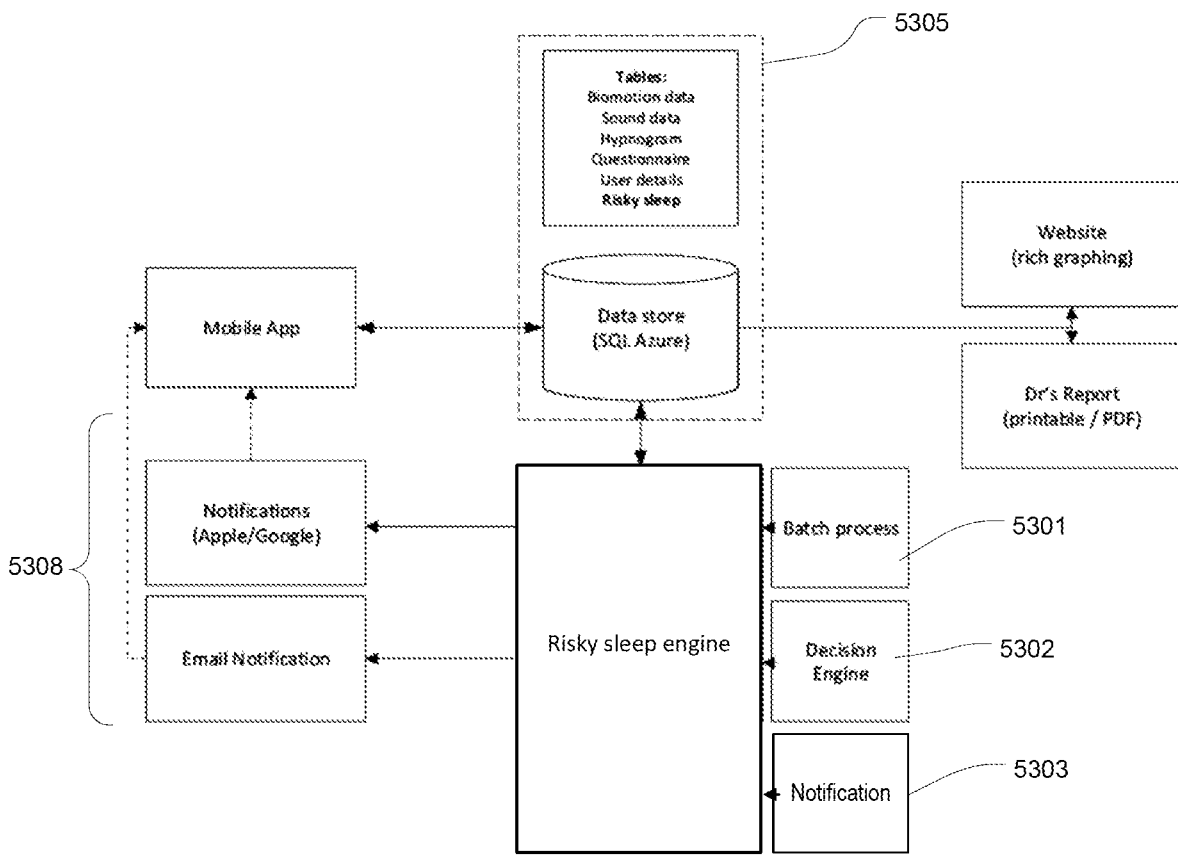 5305
Tables:
Biomotion data
Sound data
Hypnogram
Questionnaire
User details
Risky sleep
Website
(rich graphing)
Mobile App
Data store
(SQL Azure)
Dr's Report
(printable / PDF)
Notifications
(Apple/Google)
Batch process
5301
5308
Email Notification
Risky sleep engine
Decision
Engine
5302
Notification
5303